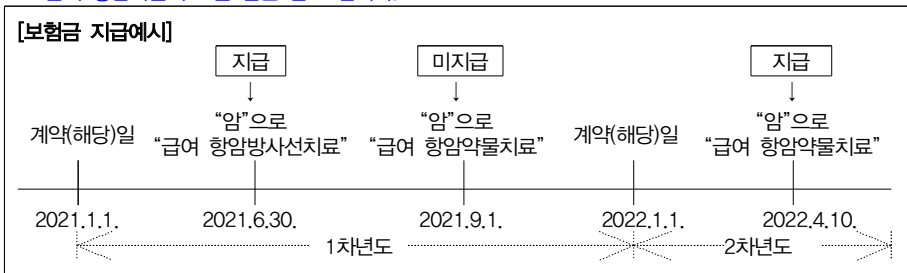 [보험금 지급예시]
지급 미지급 지급
↓ ↓ ↓
계약(해당)일 “암”으로 “급여 항암방사선치료” “암”으로 “급여 항암약물치료” 계약(해당)일 “암”으로 “급여 항암약물치료”
2021.1.1. 2021.6.30. 2021.9.1. 2022.1.1. 2022.4.10.
1차년도 2차년도